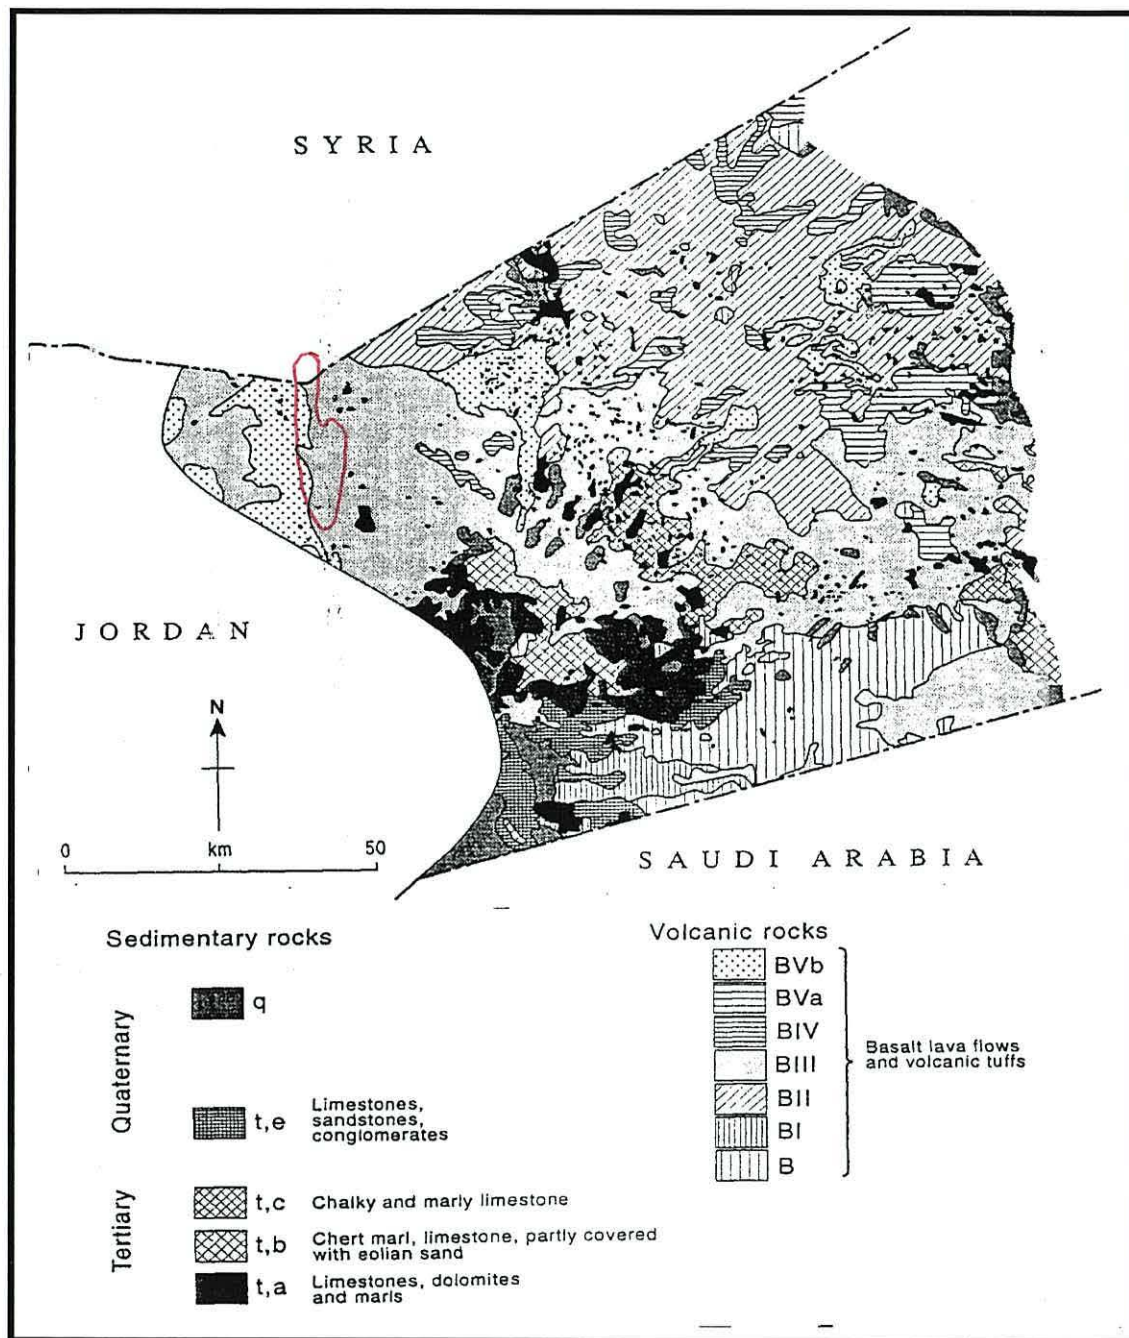 SYRIA
JORDAN
N
0 km 50
SAUDI ARABIA
Sedimentary rocks
Quaternary
q
t,e Limestones, sandstones, conglomerates
Tertiary
t,c Chalky and marly limestone
t,b Chert marl, limestone, partly covered with eolian sand
t,a Limestones, dolomites and marls
Volcanic rocks
BVb
BVa
BIV
BIII
BII
BI
B
Basalt lava flows
and volcanic tuffs